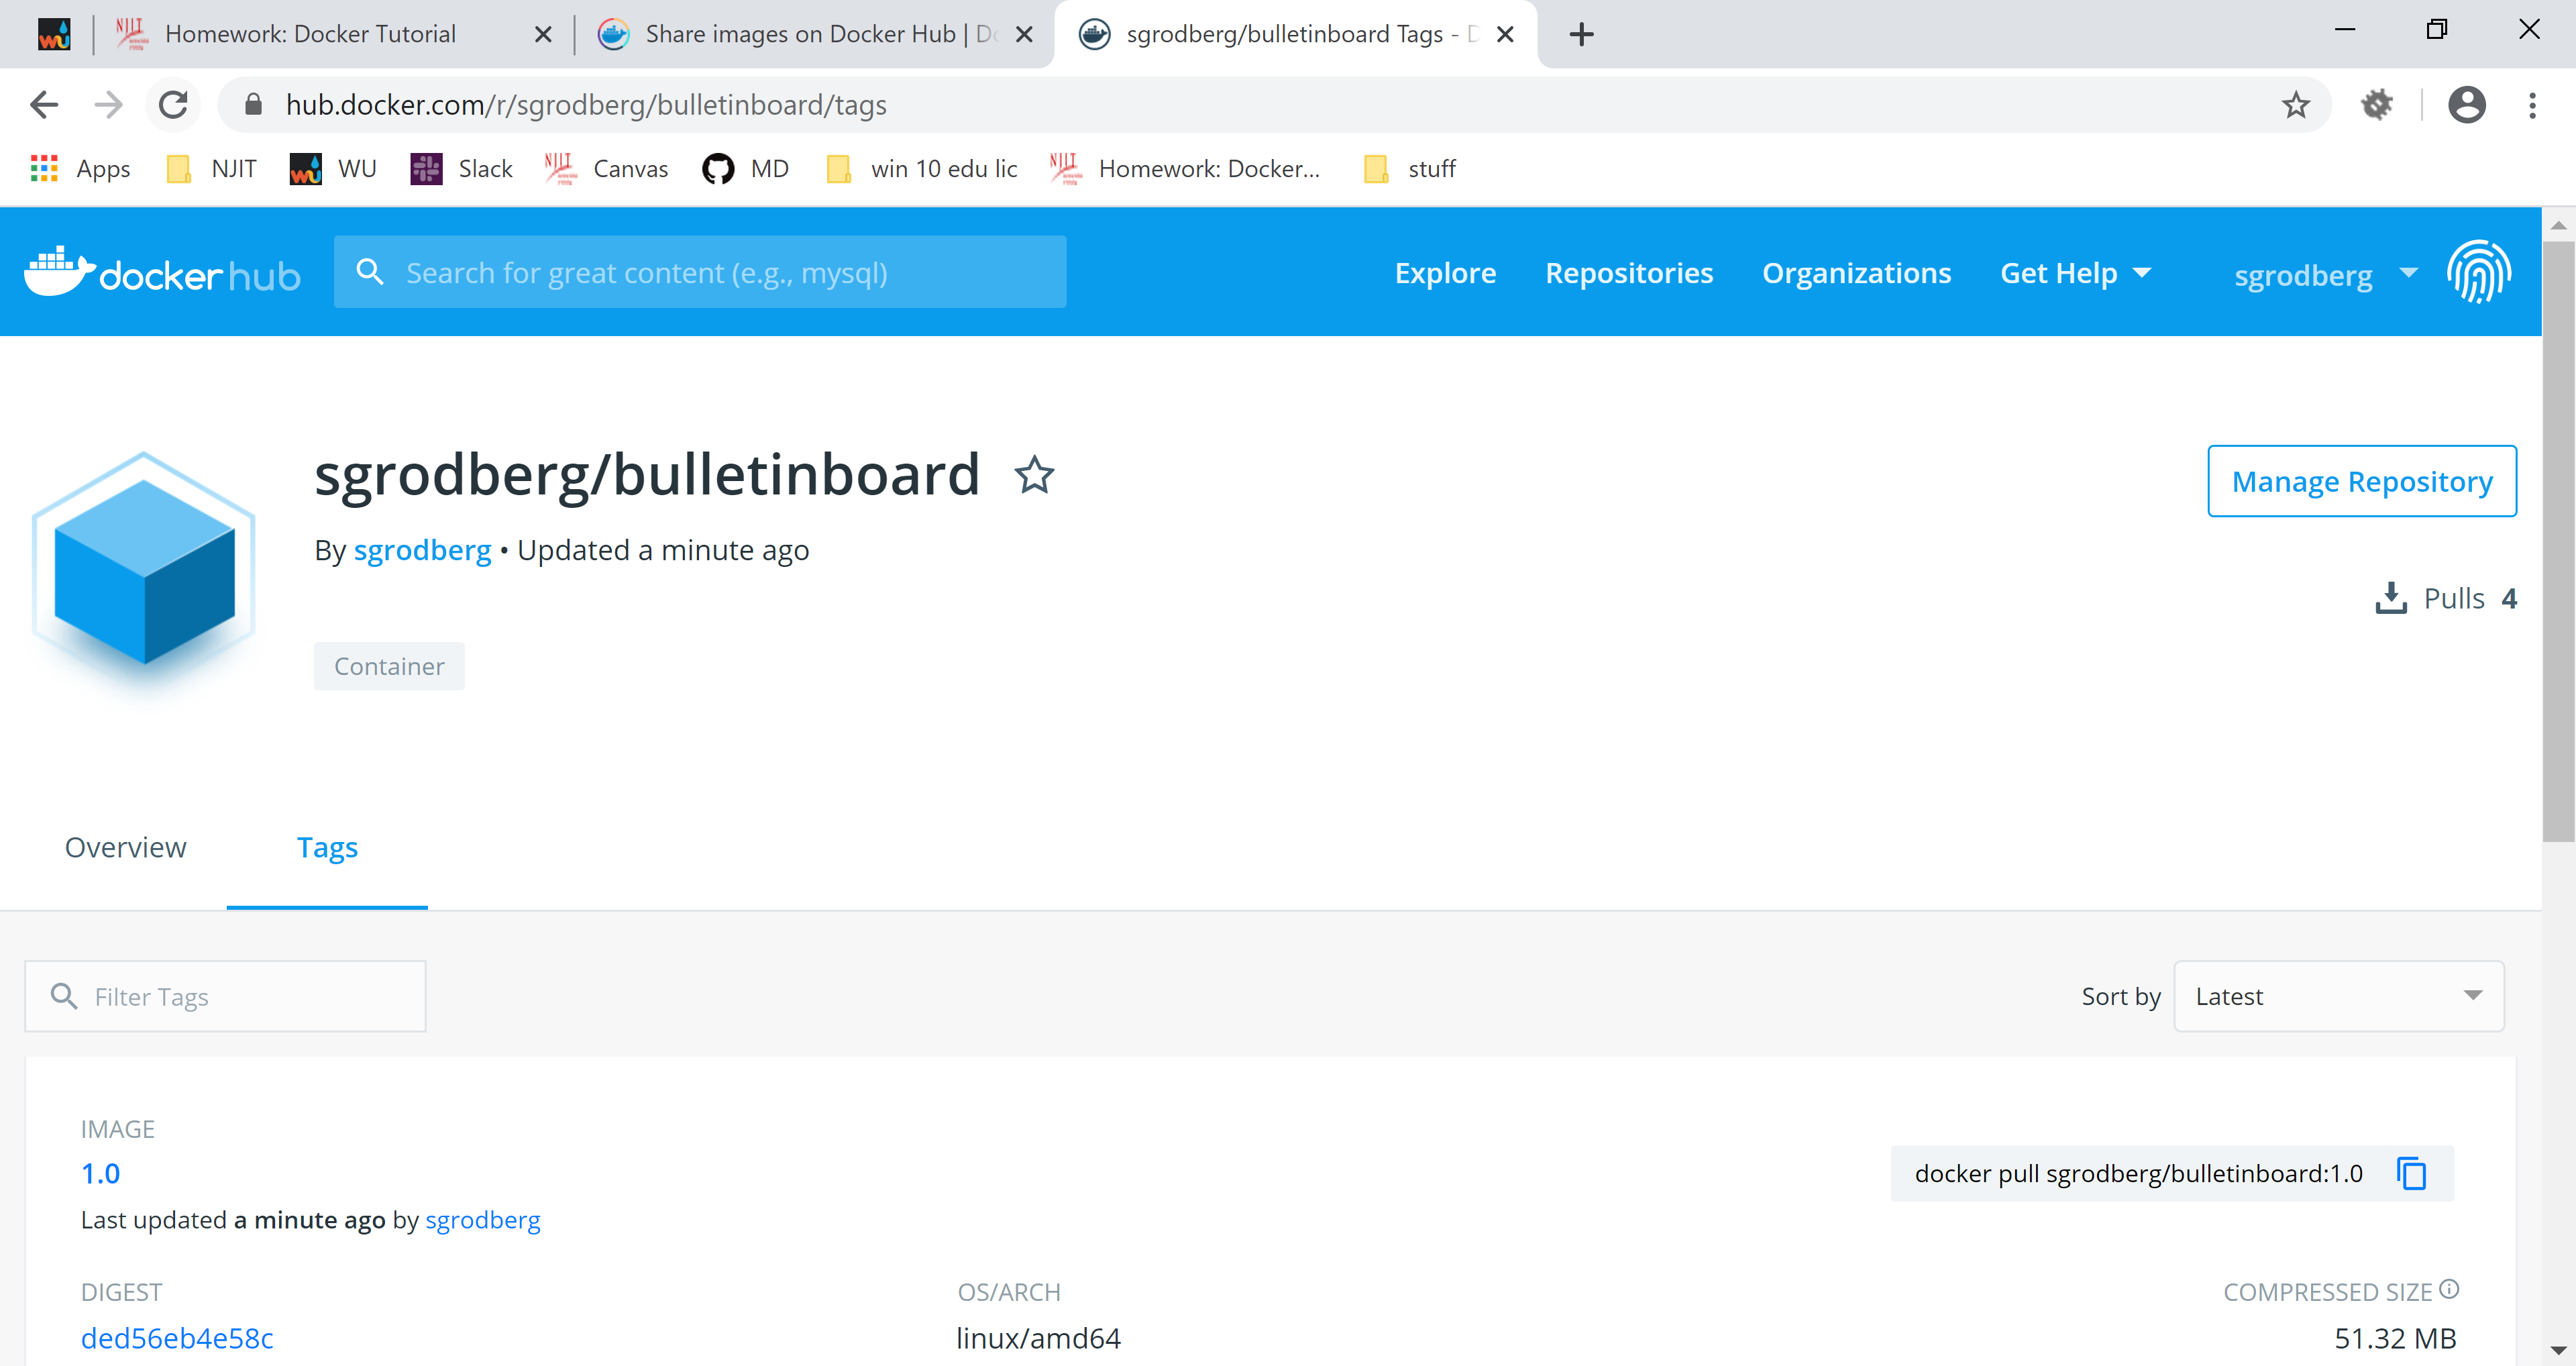 Homework: Docker Tutorial
Share images on Docker Hub |
sgrodberg/bulletinboard Tags -
hub.docker.com/r/sgrodberg/bulletinboard/tags
Apps NJIT WU Slack Canvas MD win 10 edu lic Homework: Docker... stuff
docker hub Search for great content (e.g., mysql) Explore Repositories Organizations Get Help sgrodberg
sgrodberg/bulletinboard
Manage Repository
By sgrodberg • Updated a minute ago
Pulls 4
Container
Overview Tags
Filter Tags
Sort by Latest
IMAGE
1.0
docker pull sgrodberg/bulletinboard:1.0
Last updated a minute ago by sgrodberg
DIGEST OS/ARCH COMPRESSED SIZE
ded56eb4e58c linux/amd64 51.32 MB